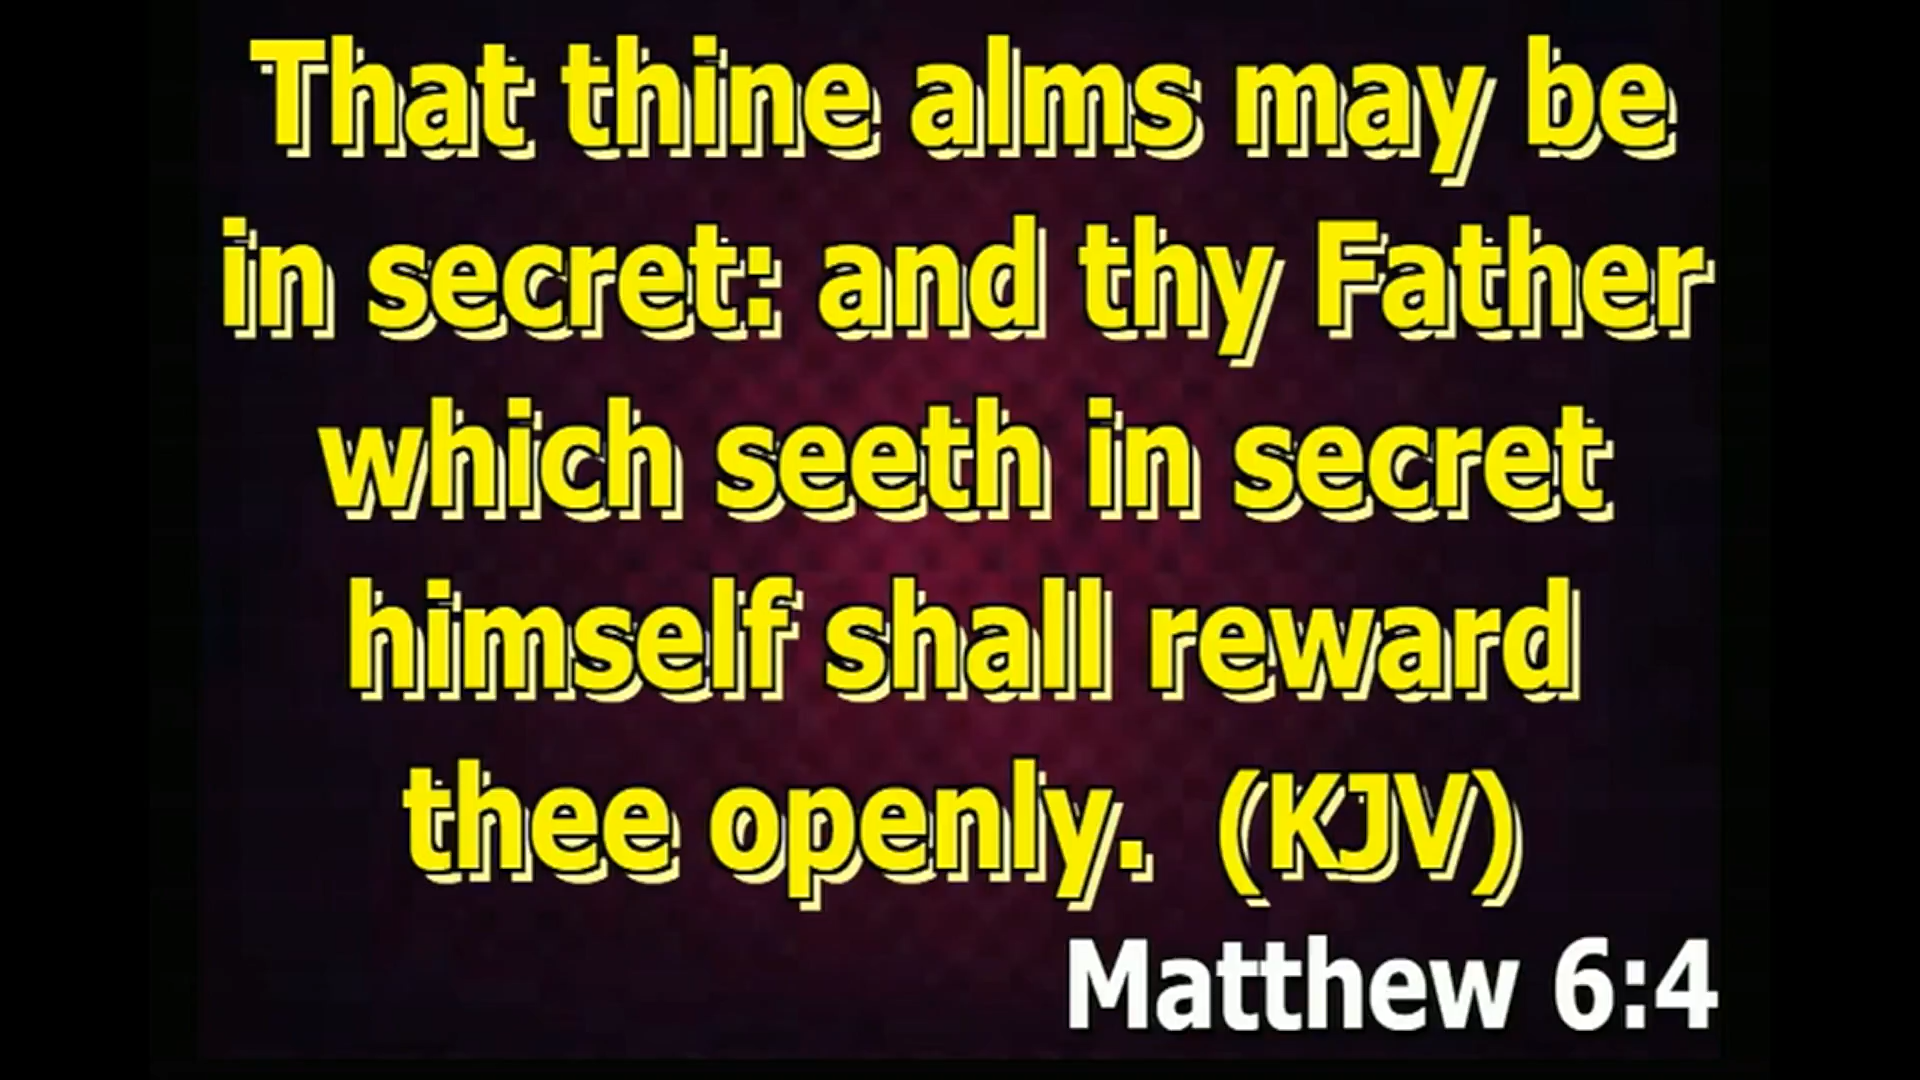 That thine alms may be
in secret: and thy Father
which seeth in secret
himself shall reward
thee openly. (KJV)
Matthew 6:4